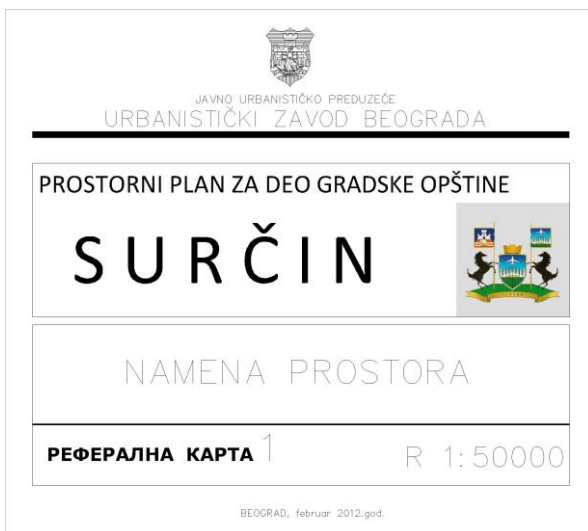 JAVNO URBANISTIČKO PREDUZEĆE
URBANISTIČKI ZAVOD BEOGRADA
PROSTORNI PLAN ZA DEO GRADSKE OPŠTINE
SURČIN
NAMENA PROSTORA
РЕФЕРАЛНА КАРТА 1
R 1:50000
BEOGRAD, februar 2012.god.